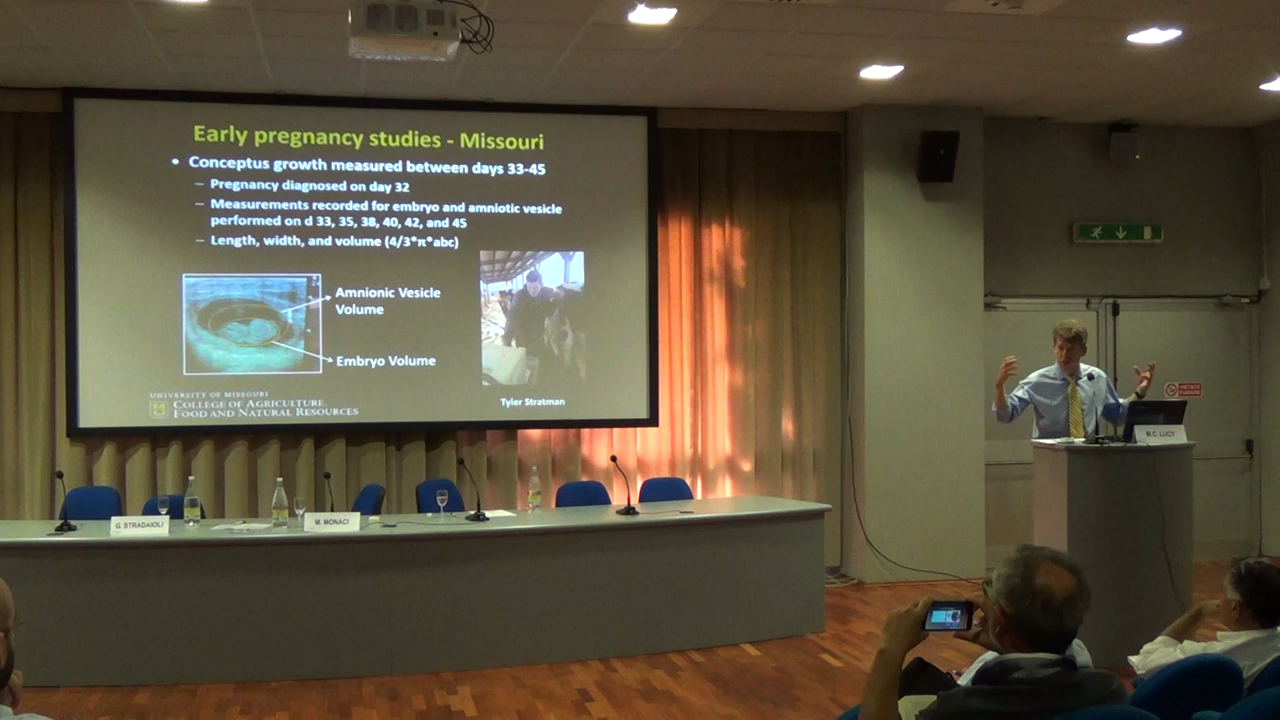 Early pregnancy studies - Missouri
• Conceptus growth measured between days 33-45
– Pregnancy diagnosed on day 32
– Measurements recorded for embryo and amniotic vesicle
performed on d 33, 35, 38, 40, 42, and 45
– Length, width, and volume (4/3*π*abc)
Amnionic Vesicle
Volume
Embryo Volume
UNIVERSITY OF MISSOURI
COLLEGE OF AGRICULTURE,
FOOD AND NATURAL RESOURCES
Tyler Stratman
M.C. LUCY
G. STRADAIOLI
M. MONACI